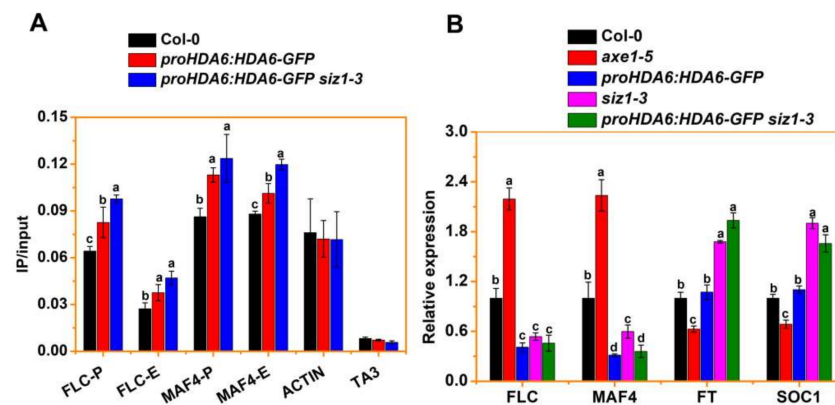 A
Col-0
proHDA6:HDA6-GFP
proHDA6:HDA6-GFP siz1-3
IP/input
0.15
0.12
0.09
0.06
0.03
0.00
c b a
b a a
b a a
c b a
FLC-P FLC-E MAF4-P MAF4-E ACTIN TA3
B
Col-0
axe1-5
proHDA6:HDA6-GFP
siz1-3
proHDA6:HDA6-GFP siz1-3
Relative expression
3.0
2.4
1.8
1.2
0.6
0.0
b a c c c
b a d c d
b c b a a
b c b a a
FLC MAF4 FT SOC1